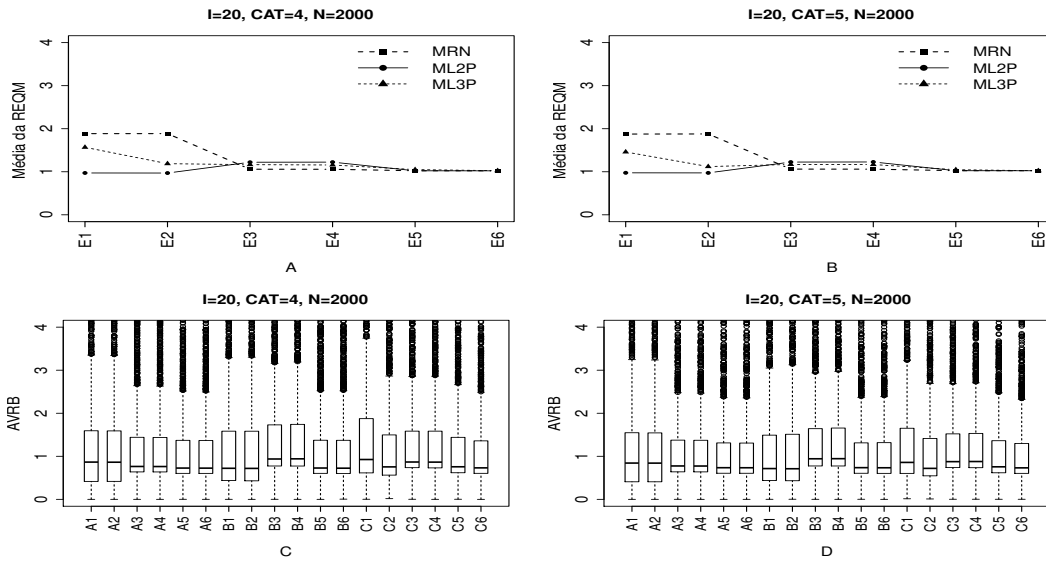 I=20, CAT=4, N=2000
Média da REQM
0 1 2 3 4
MRN
ML2P
ML3P
E1 E2 E3 E4 E5 E6
A
I=20, CAT=5, N=2000
Média da REQM
0 1 2 3 4
MRN
ML2P
ML3P
E1 E2 E3 E4 E5 E6
B
I=20, CAT=4, N=2000
AVRB
0 1 2 3 4
A1 A2 A3 A4 A5 A6 B1 B2 B3 B4 B5 B6 C1 C2 C3 C4 C5 C6
C
I=20, CAT=5, N=2000
AVRB
0 1 2 3 4
A1 A2 A3 A4 A5 A6 B1 B2 B3 B4 B5 B6 C1 C2 C3 C4 C5 C6
D